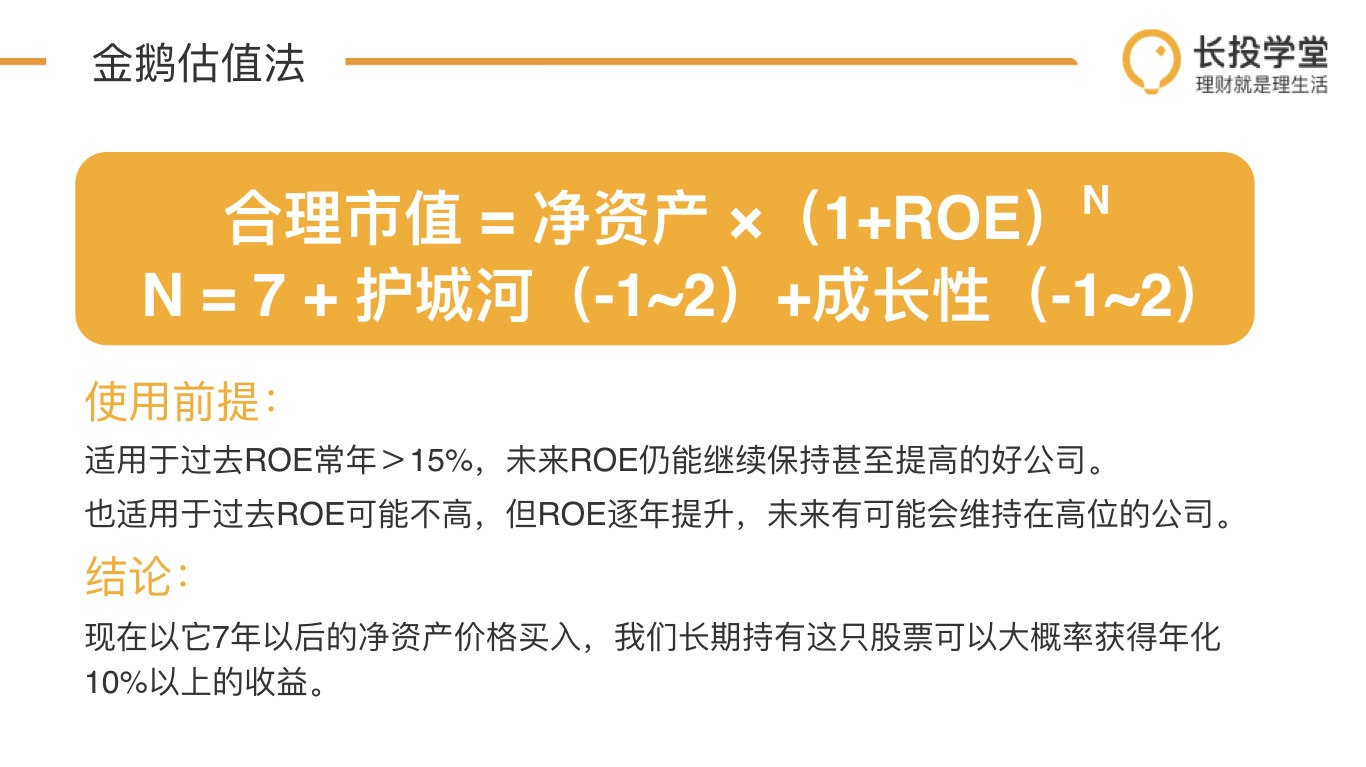 金鹅估值法
长投学堂
理财就是理生活
合理市值 = 净资产 ×（1+ROE）N
N = 7 + 护城河（-1~2）+成长性（-1~2）
使用前提：
适用于过去ROE常年＞15%，未来ROE仍能继续保持甚至提高的好公司。
也适用于过去ROE可能不高，但ROE逐年提升，未来有可能会维持在高位的公司。
结论：
现在以它7年以后的净资产价格买入，我们长期持有这只股票可以大概率获得年化
10%以上的收益。